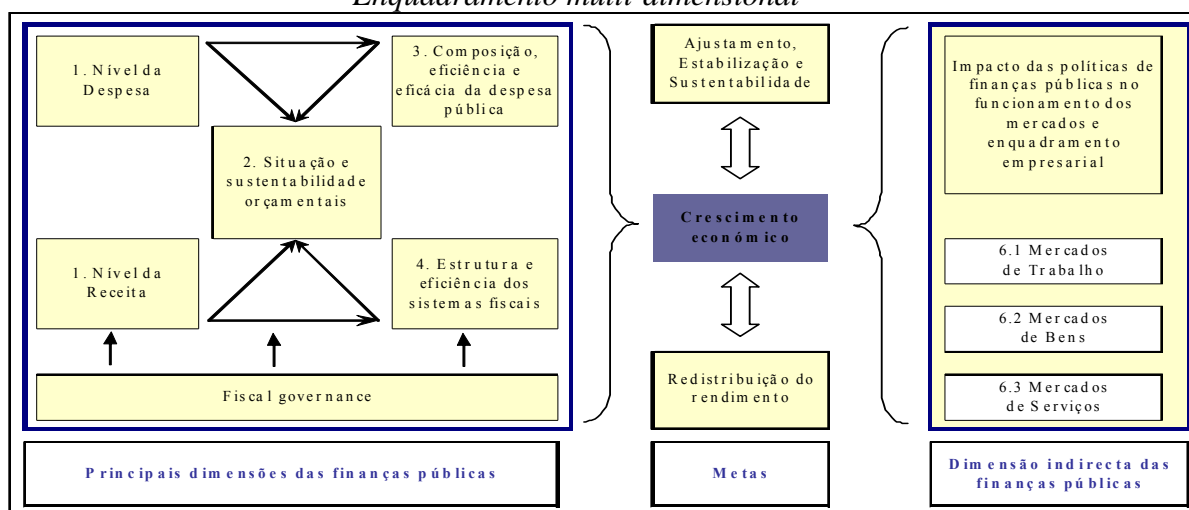 Enquadramento multi-dimensional
1. Nível da
Despesa
3. Composição,
eficiência e
eficácia da despesa
pública
2. Situação e
sustentabilidade
orçamentais
1. Nível da
Receita
4. Estrutura e
eficiência dos
sistemas fiscais
Fiscal governance
Principais dimensões das finanças públicas
Ajustamento,
Estabilização e
Sustentabilidade
Crescimento
económico
Redistribuição do
rendimento
Metas
Impacto das políticas de
finanças públicas no
funcionamento dos
mercados e
enquadramento
empresarial
6.1 Mercados
de Trabalho
6.2 Mercados
de Bens
6.3 Mercados
de Serviços
Dimensão indirecta das
finanças públicas